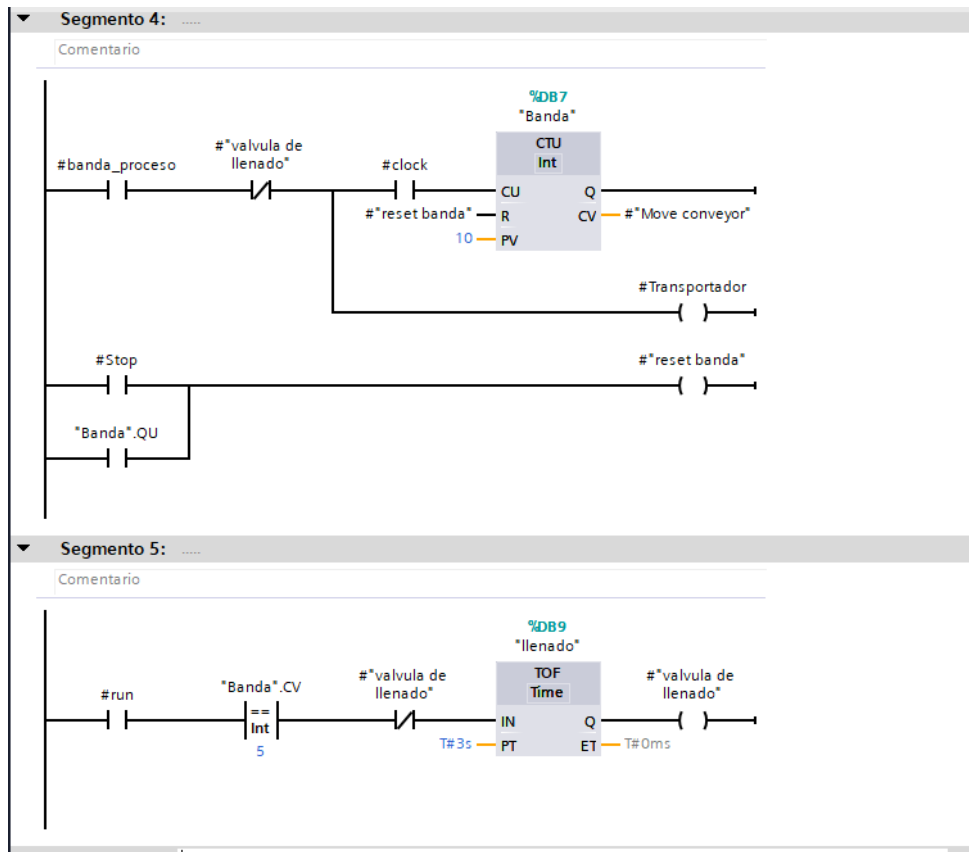 Segmento 4: .....
Comentario
%DB7
"Banda"
CTU
Int
#banda_proceso
#"valvula de
llenado"
#clock
CU
Q
#"reset banda"
R
CV
#"Move conveyor"
10
PV
#Transportador
#Stop
#"reset banda"
"Banda".QU
Segmento 5: .....
Comentario
%DB9
"llenado"
TOF
Time
#run
"Banda".CV
==
Int
5
#"valvula de
llenado"
#"valvula de
llenado"
IN
Q
T#3s
PT
ET
T#0ms